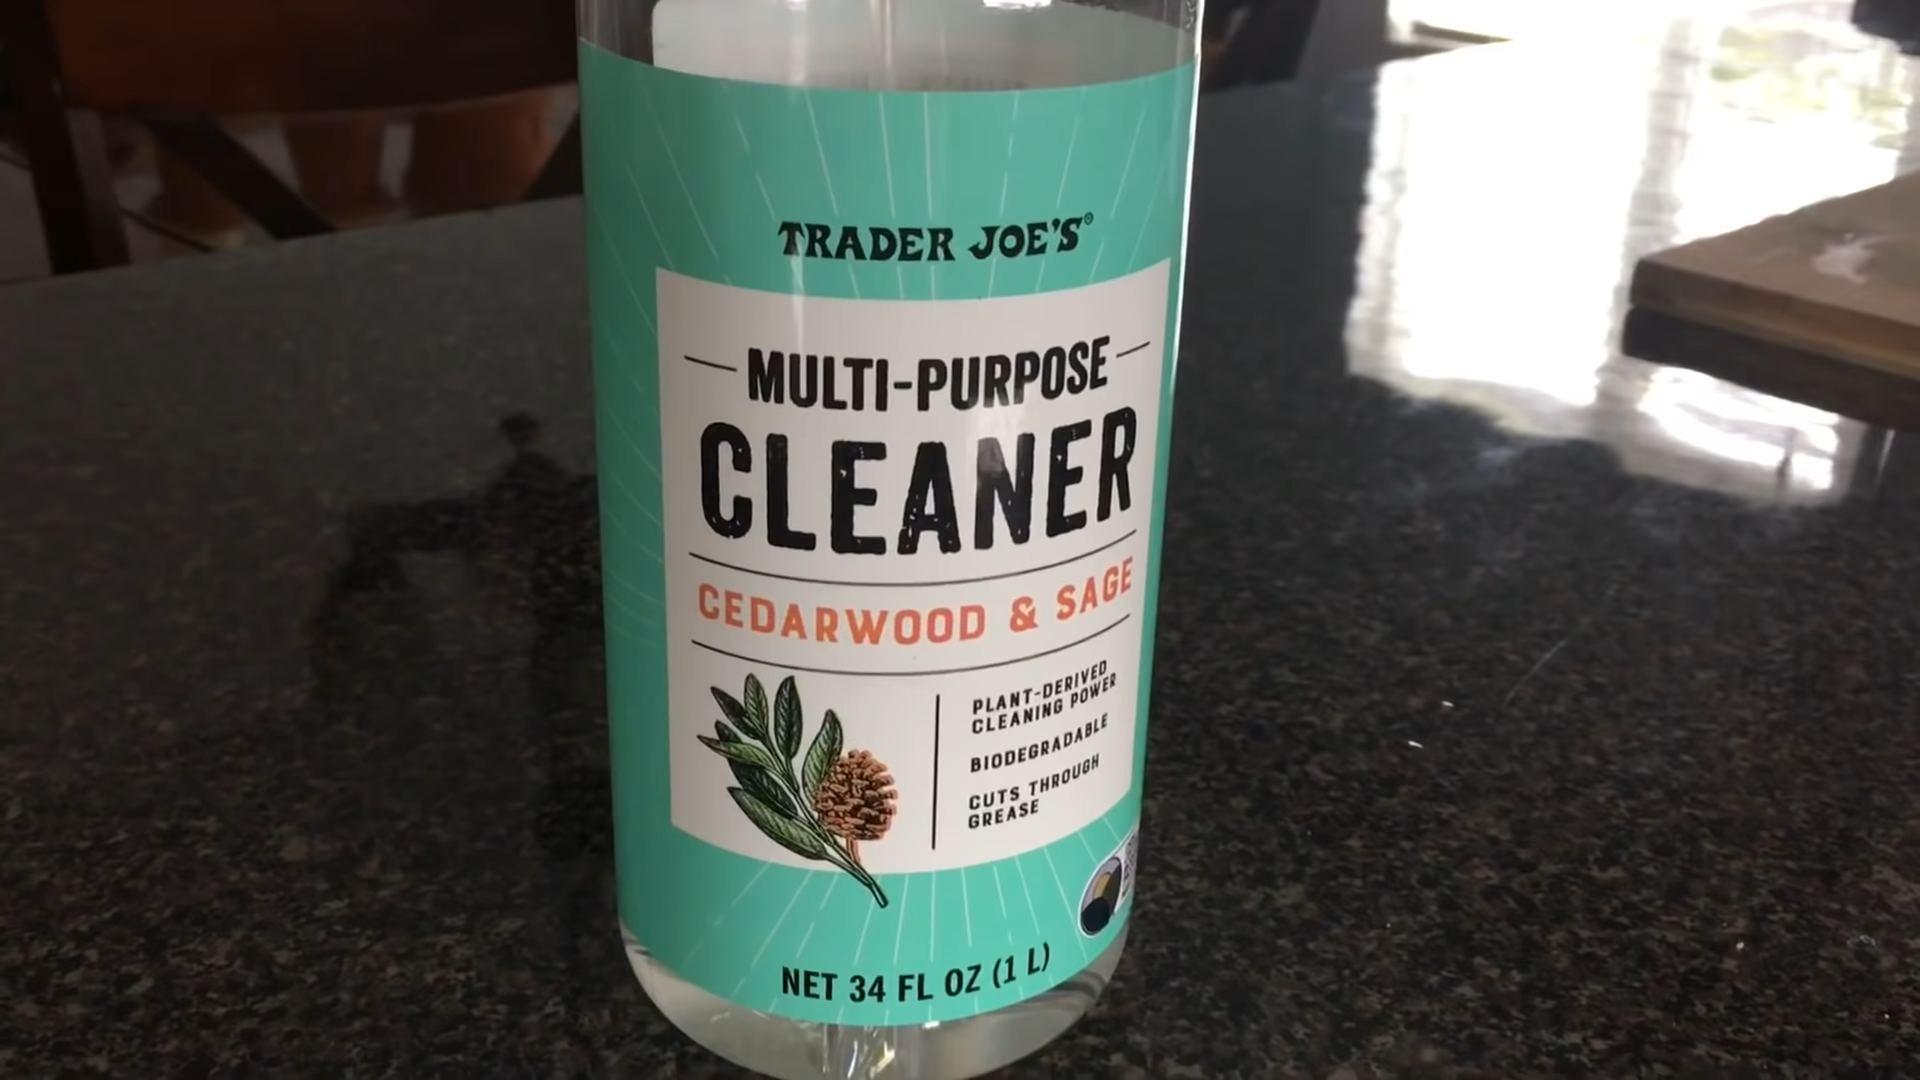 TRADER JOE'S®
MULTI-PURPOSE
CLEANER
CEDARWOOD & SAGE
PLANT-DERIVED
CLEANING POWER
BIODEGRADABLE
CUTS THROUGH
GREASE
NET 34 FL OZ (1 L)